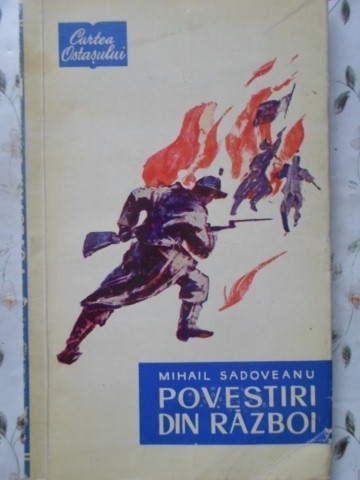 Cartea
Ostașului
MIHAIL SADOVEANU
POVESTIRI
DIN RĂZBOI